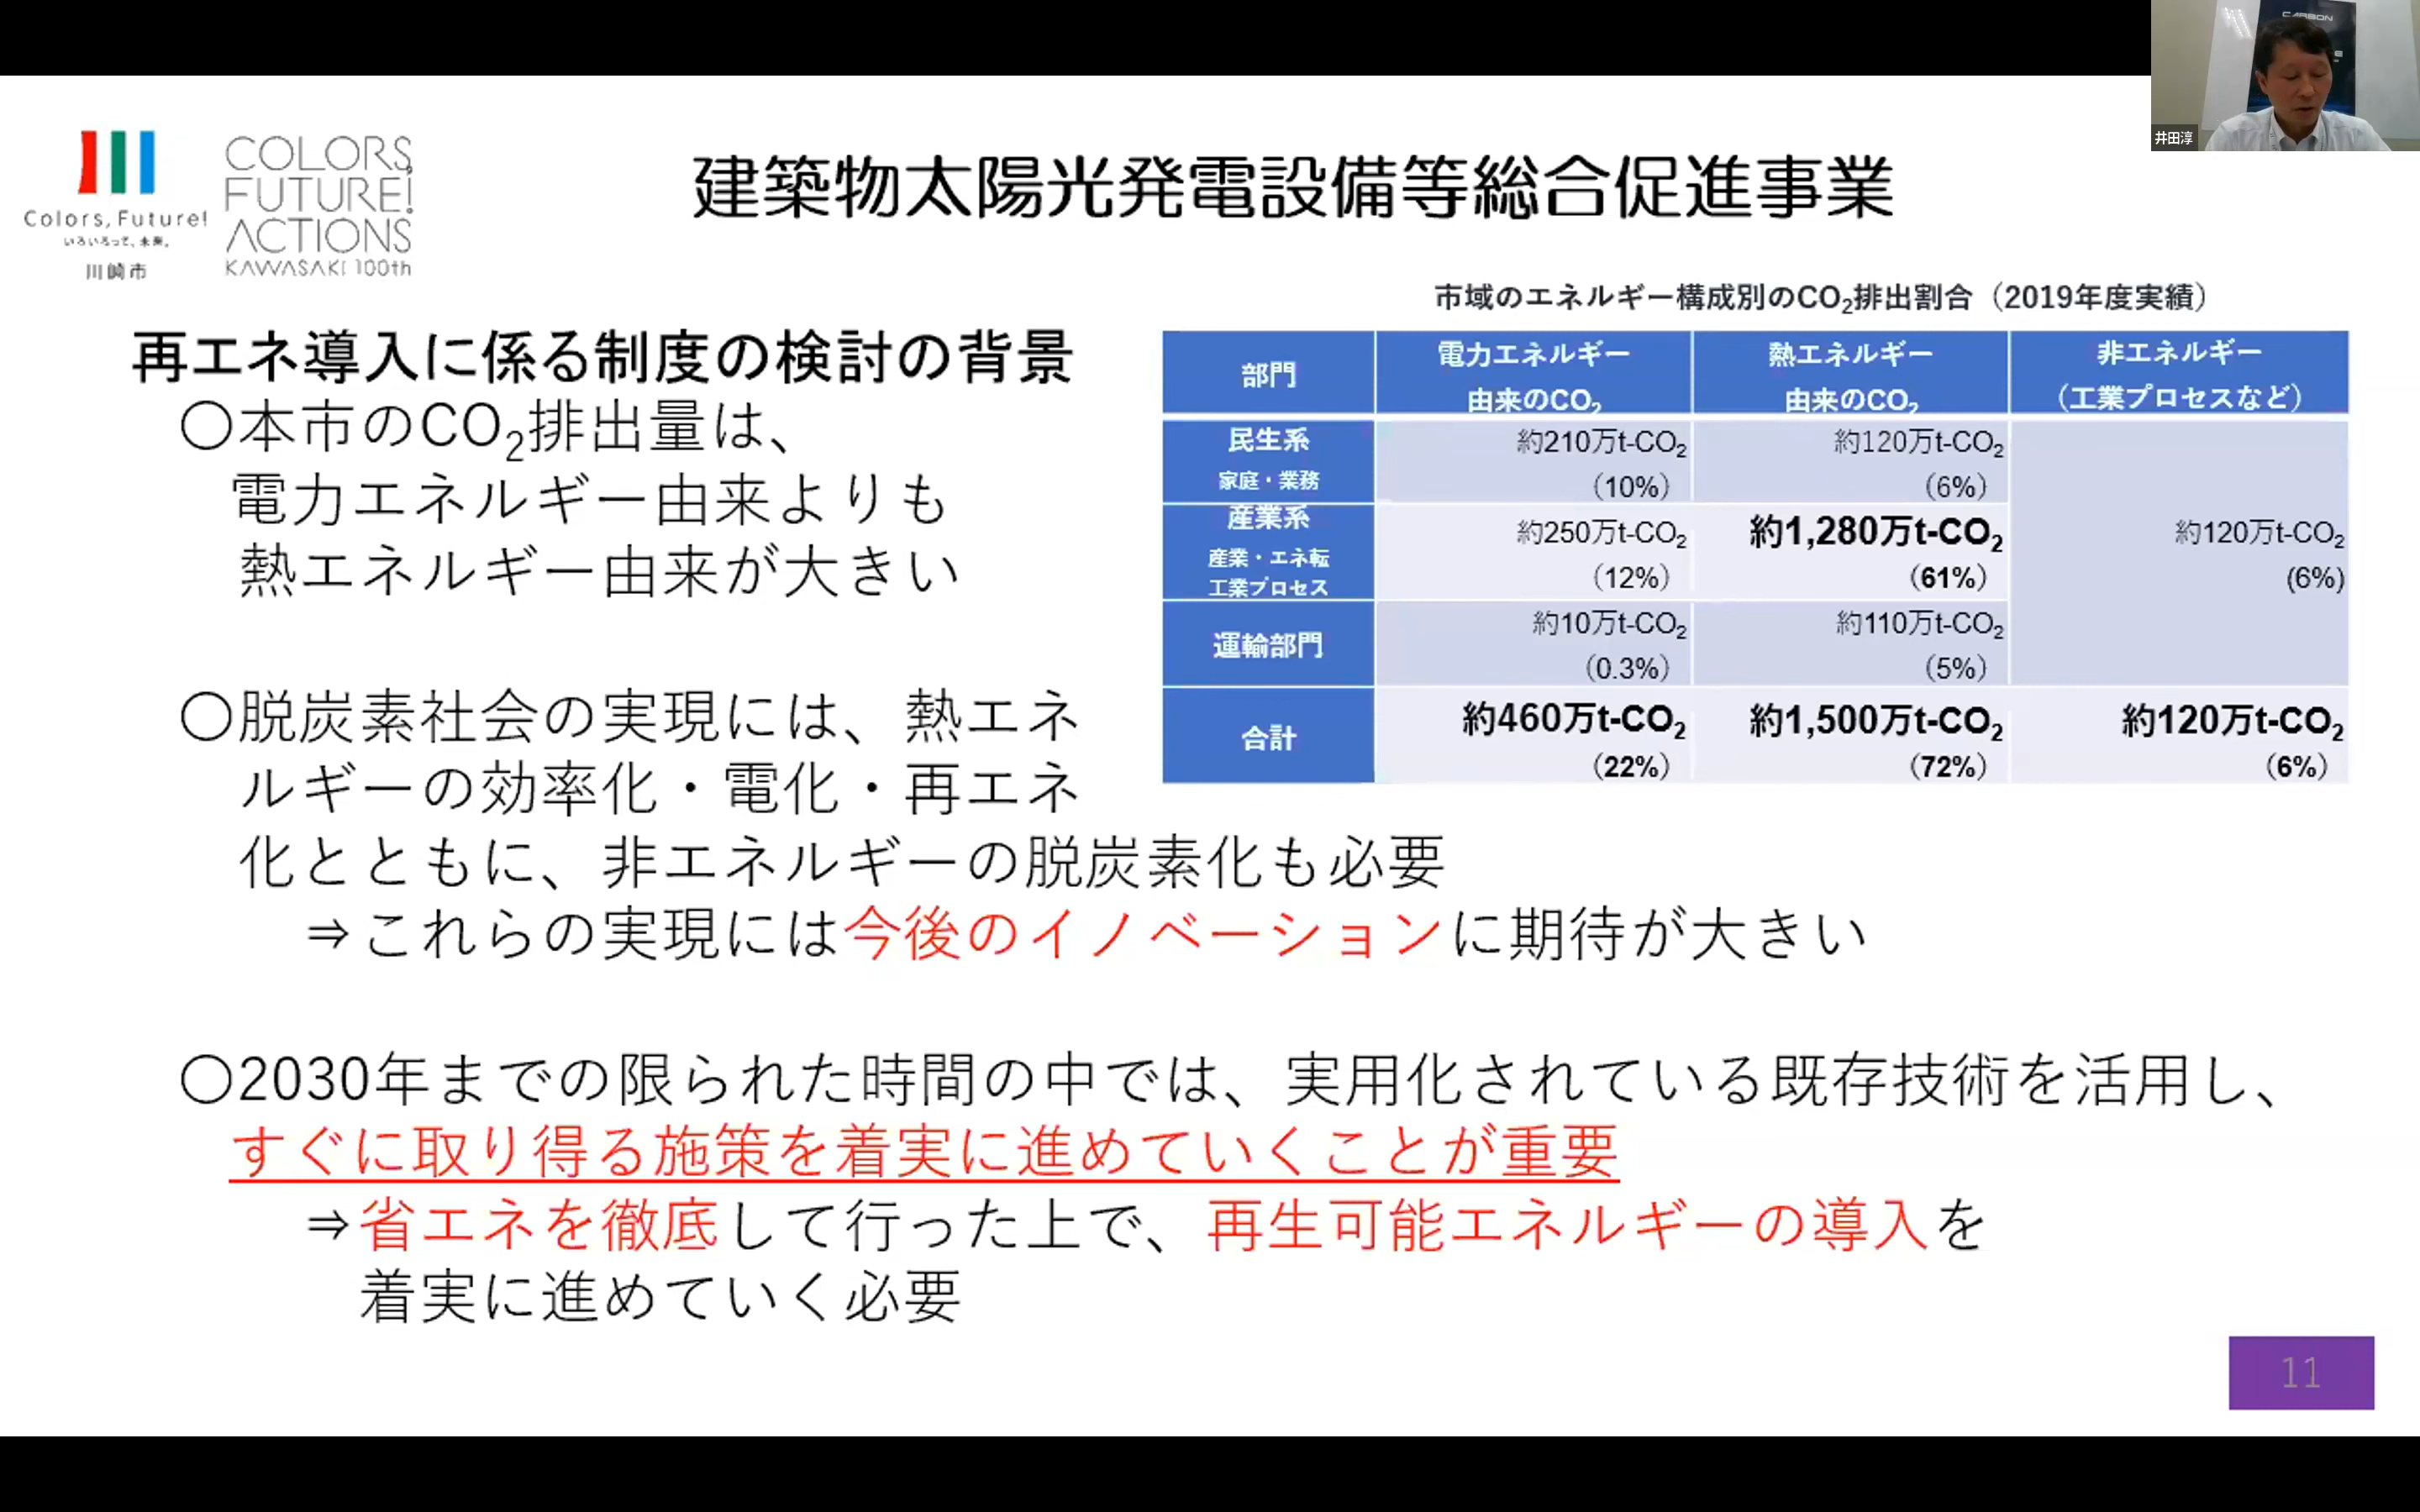 CARBON
井田淳
Colors, Future!
いろいろって、未来。
川崎市
COLORS,
FUTURE!
ACTIONS
KAWASAKI 100th
建築物太陽光発電設備等総合促進事業
再エネ導入に係る制度の検討の背景
〇本市のCO₂排出量は、
電力エネルギー由来よりも
熱エネルギー由来が大きい
〇脱炭素社会の実現には、熱エネ
ルギーの効率化・電化・再エネ
化とともに、非エネルギーの脱炭素化も必要
⇒これらの実現には今後のイノベーションに期待が大きい
〇2030年までの限られた時間の中では、実用化されている既存技術を活用し、
すぐに取り得る施策を着実に進めていくことが重要
⇒省エネを徹底して行った上で、再生可能エネルギーの導入を
着実に進めていく必要
市域のエネルギー構成別のCO₂排出割合（2019年度実績）
部門
電力エネルギー
由来のCO₂
熱エネルギー
由来のCO₂
非エネルギー
（工業プロセスなど）
民生系
家庭・業務
約210万t-CO₂
（10%）
約120万t-CO₂
（6%）
産業系
産業・エネ転
工業プロセス
約250万t-CO₂
（12%）
約1,280万t-CO₂
（61%）
約120万t-CO₂
(6%)
運輸部門
約10万t-CO₂
（0.3%）
約110万t-CO₂
（5%）
合計
約460万t-CO₂
（22%）
約1,500万t-CO₂
（72%）
約120万t-CO₂
（6%）
11